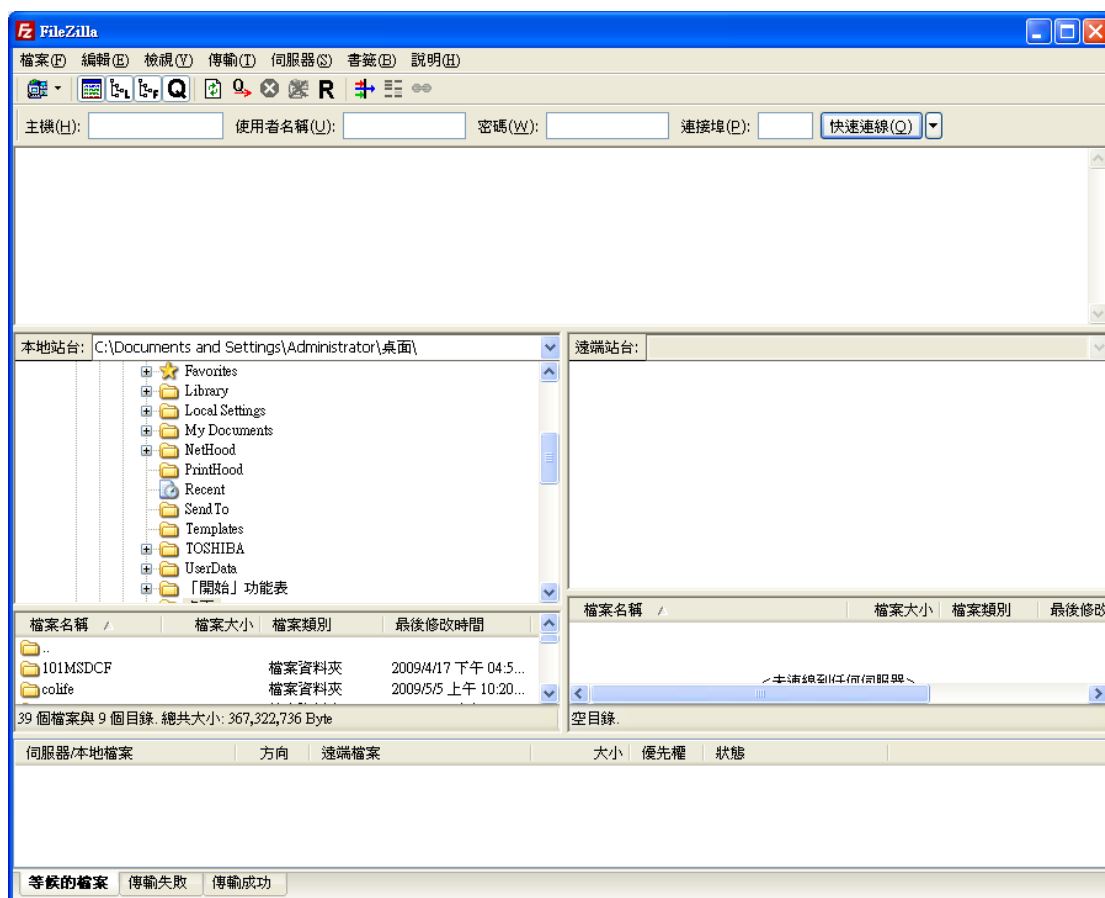 FileZilla
檔案(F) 編輯(E) 檢視(V) 傳輸(T) 伺服器(S) 書籤(B) 說明(H)
主機(H): 使用者名稱(U): 密碼(W): 連接埠(P): 快速連線(Q)
本地站台: C:\Documents and Settings\Administrator\桌面\
Favorites
Library
Local Settings
My Documents
NetHood
PrintHood
Recent
SendTo
Templates
TOSHIBA
UserData
「開始」功能表
檔案名稱 檔案大小 檔案類別 最後修改時間
..
101MSDCF 檔案資料夾 2009/4/17 下午 04:5...
colife 檔案資料夾 2009/5/5 上午 10:20...
39 個檔案與 9 個目錄. 總共大小: 367,322,736 Byte
遠端站台:
檔案名稱 檔案大小 檔案類別 最後修改
<未連線到任何伺服器>
空目錄.
伺服器/本地檔案 方向 遠端檔案 大小 優先權 狀態
等候的檔案 傳輸失敗 傳輸成功